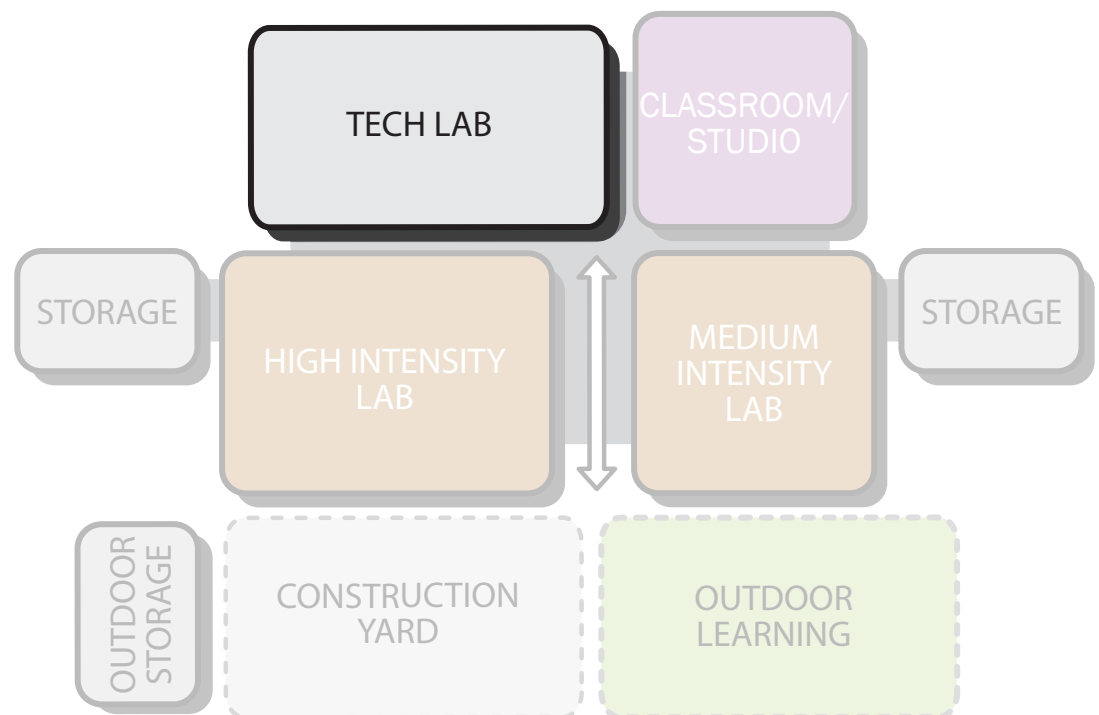 TECH LAB
CLASSROOM/
STUDIO
STORAGE
HIGH INTENSITY
LAB
MEDIUM
INTENSITY
LAB
STORAGE
OUTDOOR
STORAGE
CONSTRUCTION
YARD
OUTDOOR
LEARNING